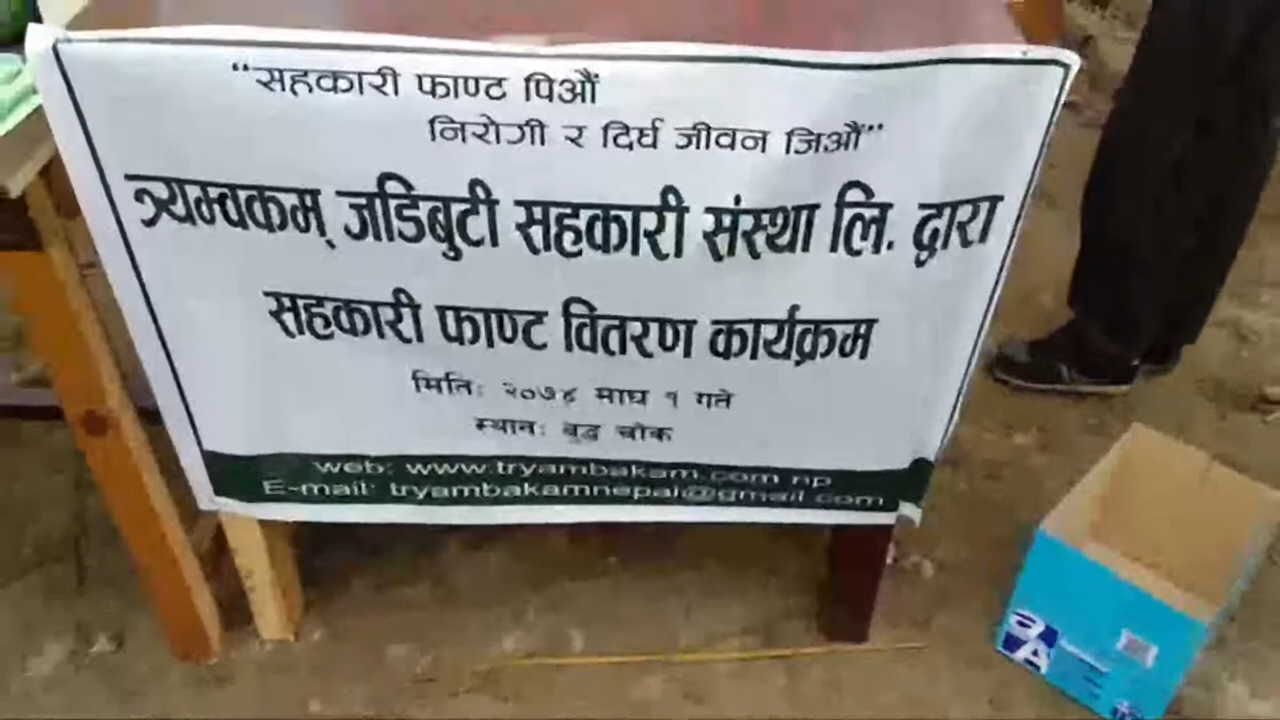 “सहकारी फाण्ट पिऔं
निरोगी र दिर्घ जीवन जिऔं”
त्र्यम्वकम् जडिबुटी सहकारी संस्था लि. द्वारा
सहकारी फाण्ट वितरण कार्यक्रम
मितिः २०७४ माघ १ गते
स्थानः बुद्ध चोक
web: www.tryambakam.com.np
E-mail: tryambakamnepal@gmail.com